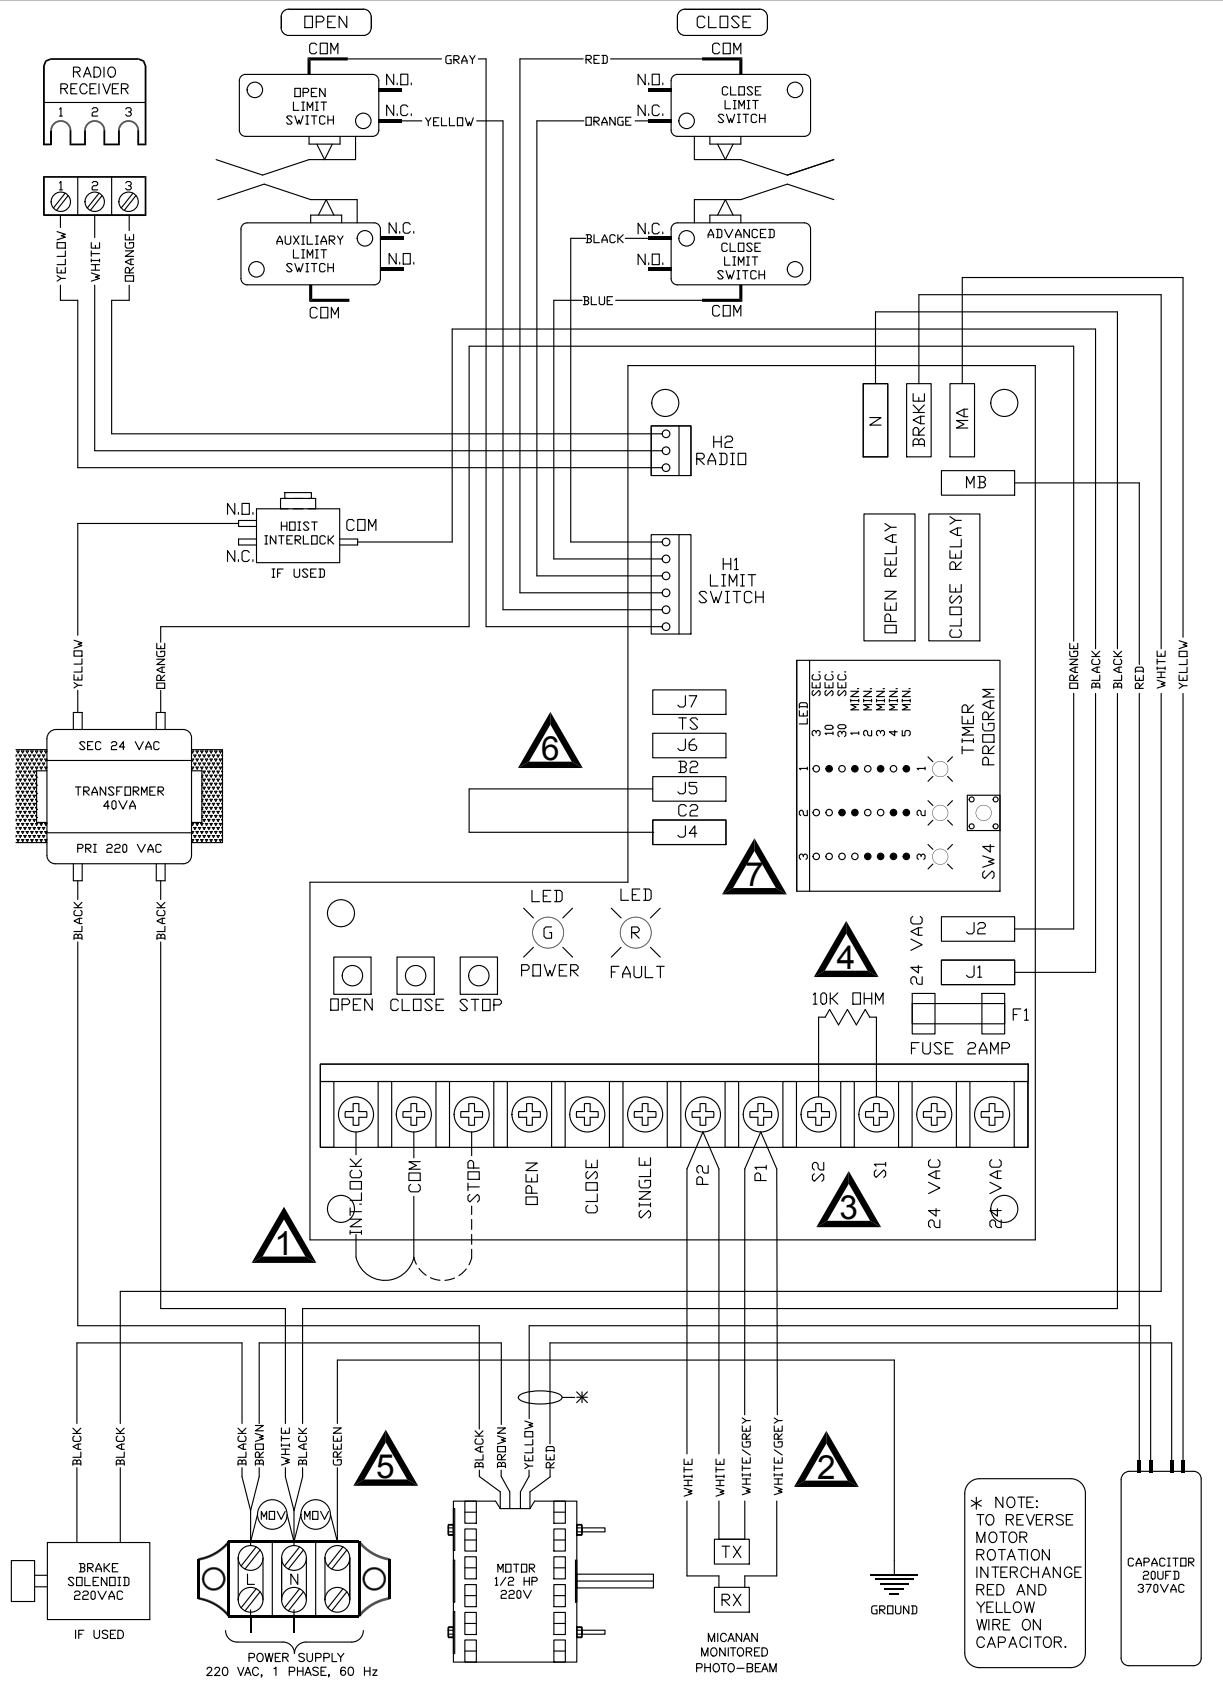 OPEN
CLOSE
COM
COM
GRAY
RED
RADIO
RECEIVER
1 2 3
OPEN
LIMIT
SWITCH
N.O.
N.C.
YELLOW
ORANGE
N.O.
N.C.
CLOSE
LIMIT
SWITCH
1 2 3
YELLOW
WHITE
ORANGE
AUXILIARY
LIMIT
SWITCH
N.C.
N.O.
COM
BLACK
BLUE
N.C.
N.O.
ADVANCED
CLOSE
LIMIT
SWITCH
COM
N
BRAKE
MA
MB
H2
RADIO
N.O.
N.C.
HOIST
INTERLOCK
COM
IF USED
H1
LIMIT
SWITCH
OPEN RELAY
CLOSE RELAY
YELLOW
ORANGE
ORANGE
BLACK
BLACK
RED
WHITE
YELLOW
SEC 24 VAC
TRANSFORMER
40VA
PRI 220 VAC
BLACK
BLACK
6
J7
TS
J6
B2
J5
C2
J4
7
LED
3 SEC.
10 SEC.
30 SEC.
1 MIN.
2 MIN.
3 MIN.
4 MIN.
5 MIN.
TIMER
PROGRAM
1 1
2 2
3 3
SW4
LED
G
POWER
LED
R
FAULT
OPEN
CLOSE
STOP
4
10K OHM
24 VAC
J2
J1
F1
FUSE 2AMP
INT.LOCK
COM
STOP
OPEN
CLOSE
SINGLE
P2
P1
S2
S1
24 VAC
24 VAC
1
3
BLACK
BLACK
BLACK
BROWN
WHITE
BLACK
GREEN
5
BLACK
BROWN
YELLOW
RED
*
WHITE
WHITE
WHITE/GREY
WHITE/GREY
2
MOV
MOV
L
N
BRAKE
SOLENOID
220VAC
IF USED
POWER SUPPLY
220 VAC, 1 PHASE, 60 Hz
MOTOR
1/2 HP
220V
TX
RX
MICANAN
MONITORED
PHOTO-BEAM
GROUND
* NOTE:
TO REVERSE
MOTOR
ROTATION
INTERCHANGE
RED AND
YELLOW
WIRE ON
CAPACITOR.
CAPACITOR
20UFD
370VAC